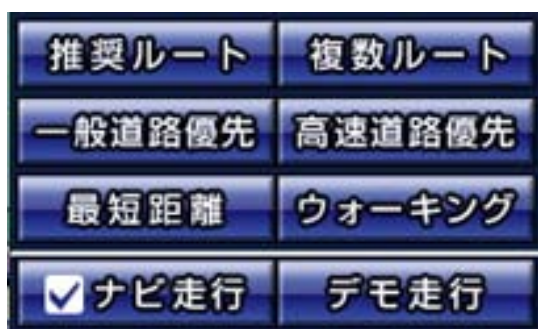 推奨ルート 複数ルート
一般道路優先 高速道路優先
最短距離 ウォーキング
ナビ走行 デモ走行